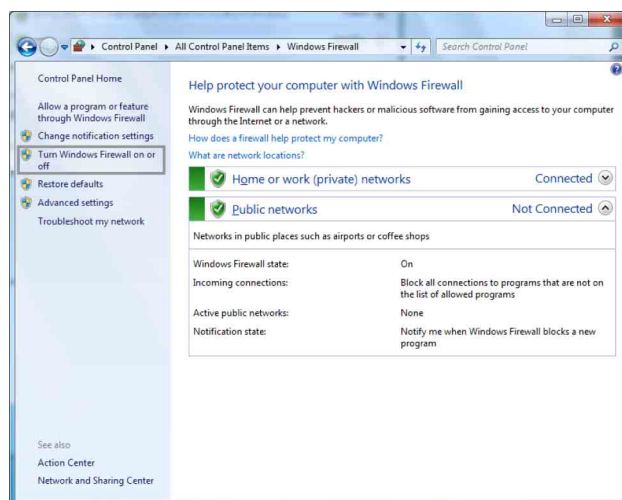 Control Panel ▸ All Control Panel Items ▸ Windows Firewall
Search Control Panel
Control Panel Home
Allow a program or feature
through Windows Firewall
Change notification settings
Turn Windows Firewall on or
off
Restore defaults
Advanced settings
Troubleshoot my network
See also
Action Center
Network and Sharing Center
Help protect your computer with Windows Firewall
Windows Firewall can help prevent hackers or malicious software from gaining access to your computer
through the Internet or a network.
How does a firewall help protect my computer?
What are network locations?
Home or work (private) networks Connected
Public networks Not Connected
Networks in public places such as airports or coffee shops
Windows Firewall state: On
Incoming connections: Block all connections to programs that are not on
the list of allowed programs
Active public networks: None
Notification state: Notify me when Windows Firewall blocks a new
program